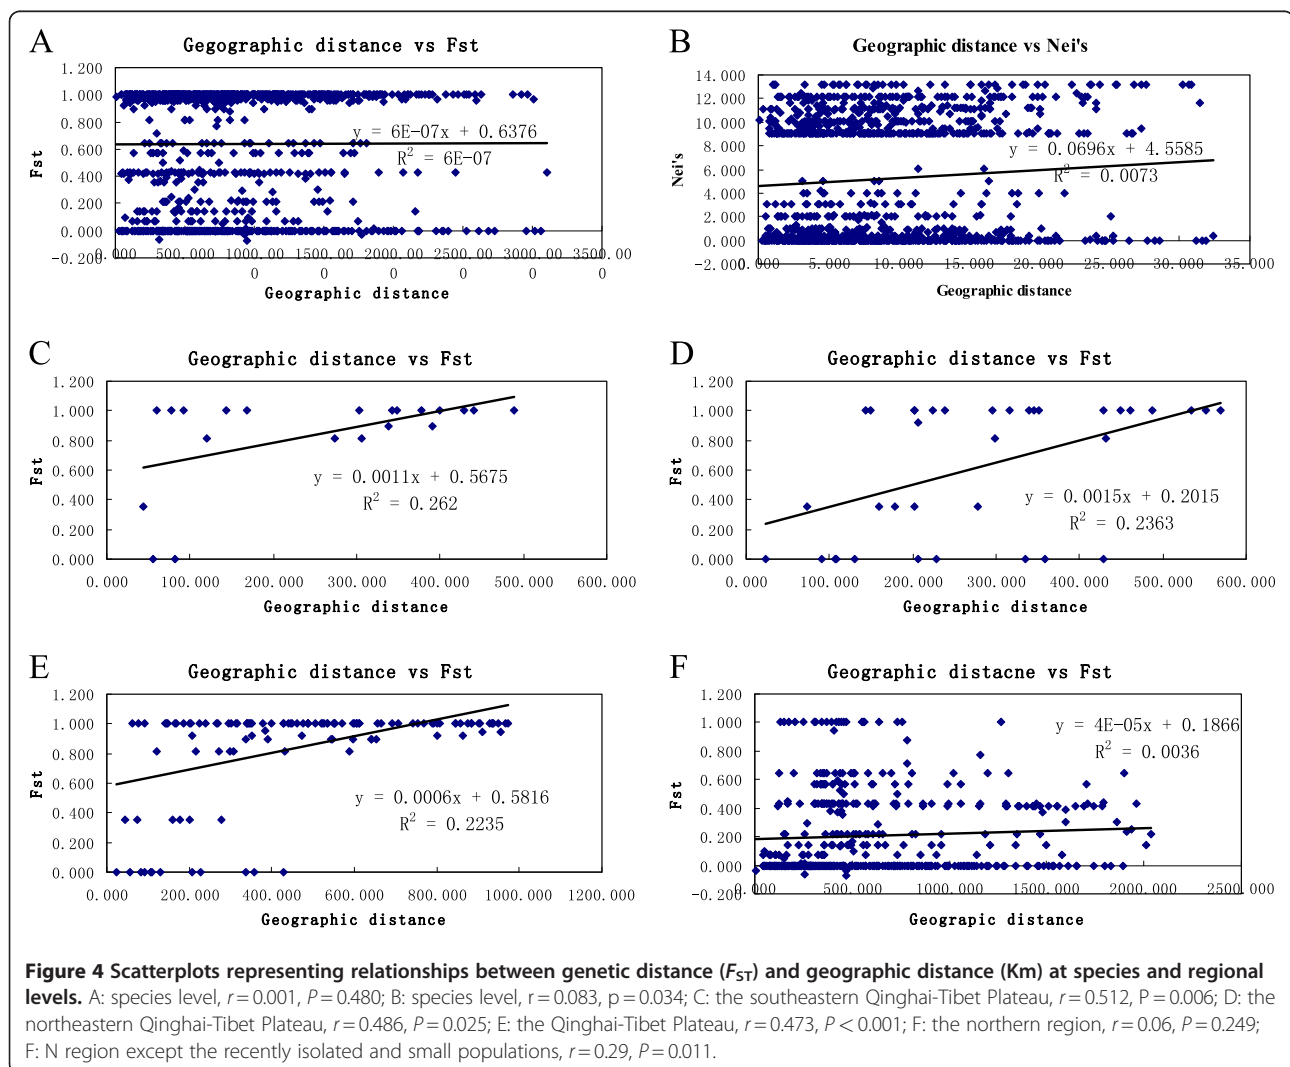 A
Gegographic distance vs Fst
1.200
1.000
0.800
0.600
0.400
0.200
0.000
-0.200
Fst
y = 6E-07x + 0.6376
R² = 6E-07
0.000 5000 10000 15000 20000 25000 3000 3500.00
0 0 0 0 0 0
Geographic distance
B
Geographic distance vs Nei's
14.000
12.000
10.000
8.000
6.000
4.000
2.000
0.000
-2.000
Nei's
y = 0.0696x + 4.5585
R² = 0.0073
0.000 5.000 10.000 15.000 20.000 25.000 30.000 35.000
Geographic distance
C
Geographic distance vs Fst
1.200
1.000
0.800
0.600
0.400
0.200
0.000
Fst
y = 0.0011x + 0.5675
R² = 0.262
0.000 100.000 200.000 300.000 400.000 500.000 600.000
Geographic distance
D
Geographic distance vs Fst
1.200
1.000
0.800
0.600
0.400
0.200
0.000
Fst
y = 0.0015x + 0.2015
R² = 0.2363
0.000 100.000 200.000 300.000 400.000 500.000 600.000
Geographic distance
E
Geographic distance vs Fst
1.200
1.000
0.800
0.600
0.400
0.200
0.000
Fst
y = 0.0006x + 0.5816
R² = 0.2235
0.000 200.000 400.000 600.000 800.000 1000.000 1200.000
Geographic distance
F
Geographic distacne vs Fst
1.200
1.000
0.800
0.600
0.400
0.200
0.000
-0.200
Fst
y = 4E-05x + 0.1866
R² = 0.0036
0.000 500.000 1000.000 1500.000 2000.000 2500.000
Geograpic distance
Figure 4 Scatterplots representing relationships between genetic distance (FST) and geographic distance (Km) at species and regional
levels. A: species level, r = 0.001, P = 0.480; B: species level, r = 0.083, p = 0.034; C: the southeastern Qinghai-Tibet Plateau, r = 0.512, P = 0.006; D: the
northeastern Qinghai-Tibet Plateau, r = 0.486, P = 0.025; E: the Qinghai-Tibet Plateau, r = 0.473, P < 0.001; F: the northern region, r = 0.06, P = 0.249;
F: N region except the recently isolated and small populations, r = 0.29, P = 0.011.